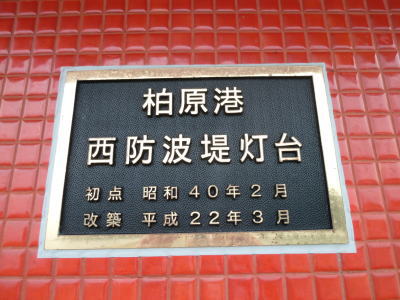 柏原港
西防波堤灯台
初点 昭和40年2月
改築 平成22年3月